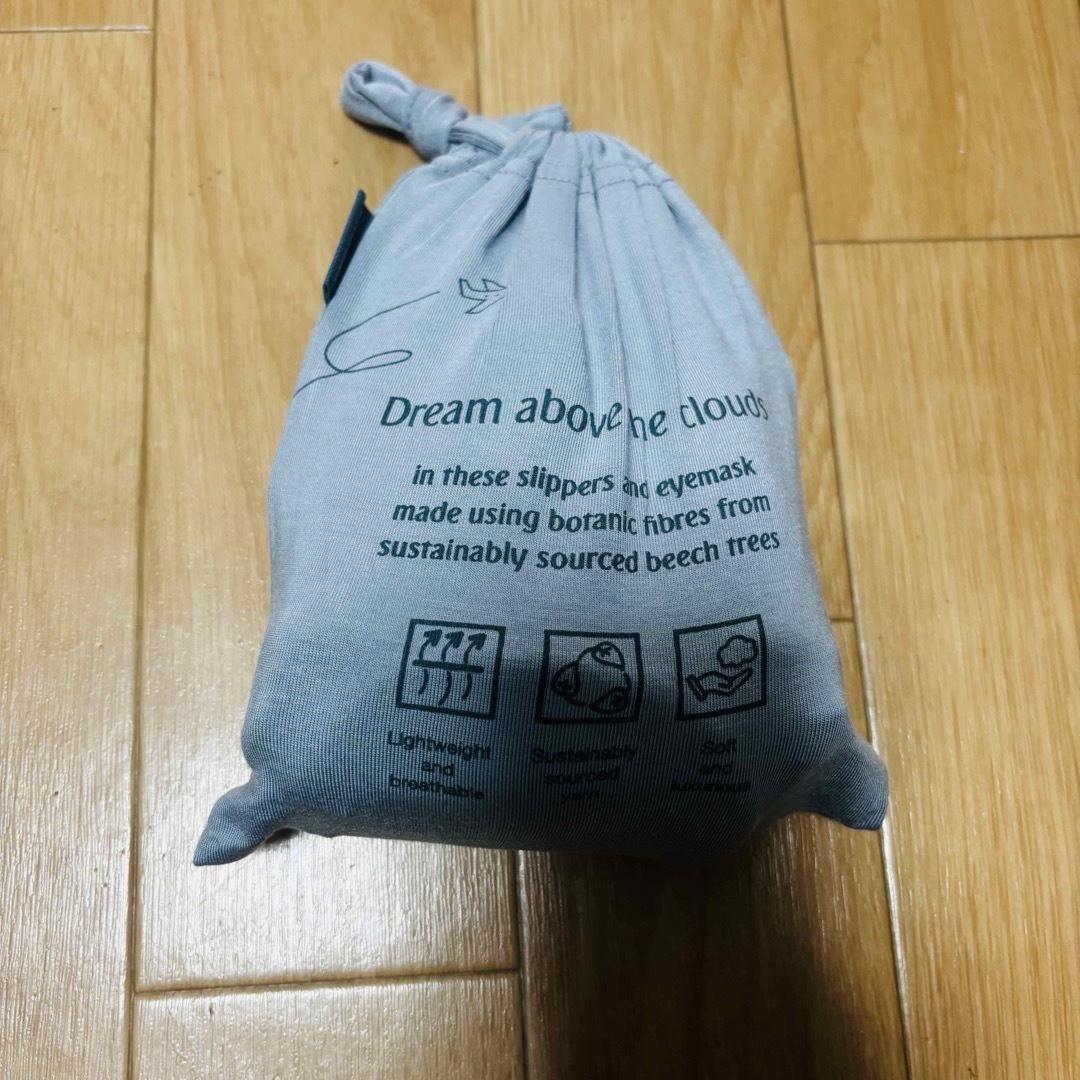 Dream above he clouds
in these slippers and eyemask
made using botanic fibres from
sustainably sourced beech trees
Lightweight
and
breathable
Sustainably
sourced
yarn
Soft
and
luxurious